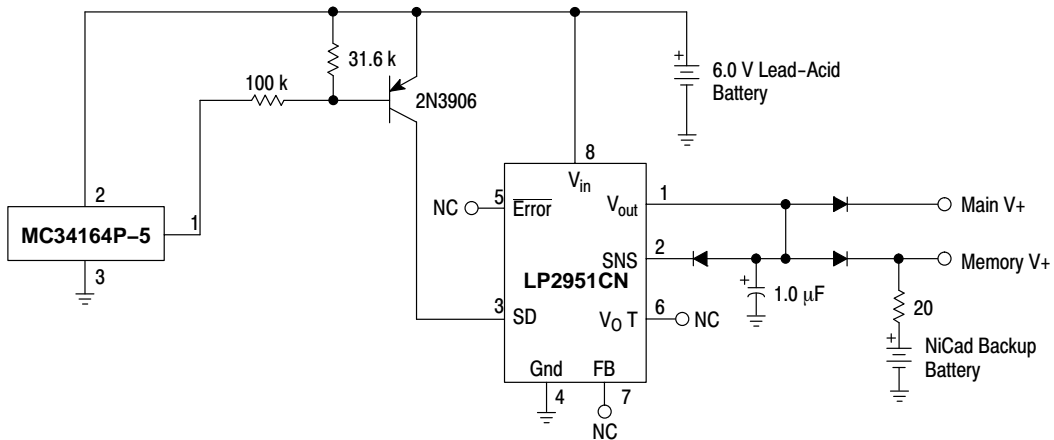 31.6 k
100 k
2N3906
6.0 V Lead-Acid
Battery
2
MC34164P-5
1
3
8
Vin
5
NC
Error
Vout
1
Main V+
SNS
2
LP2951CN
Memory V+
1.0 μF
3
SD
VO T
6
NC
20
NiCad Backup
Battery
Gnd
FB
4
7
NC